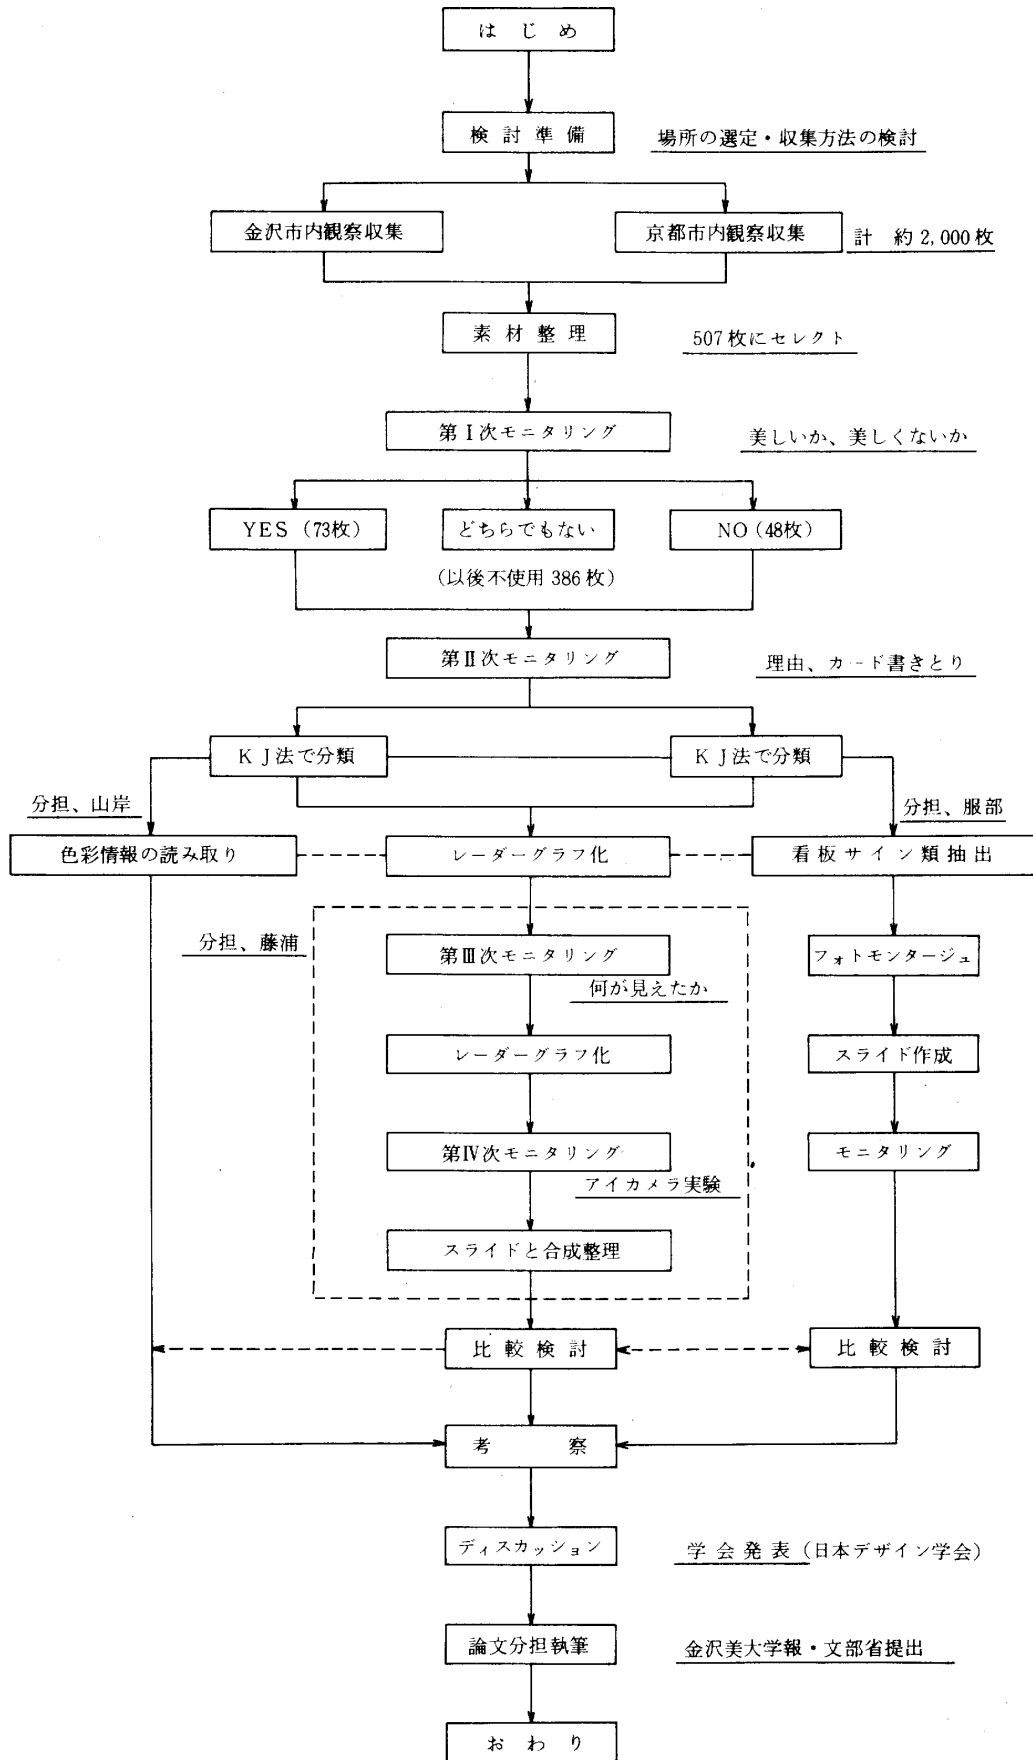 はじめ
検討準備
場所の選定・収集方法の検討
金沢市内観察収集
京都市内観察収集
計 約2,000枚
素材整理
507枚にセレクト
第Ⅰ次モニタリング
美しいか、美しくないか
YES (73枚)
どちらでもない
NO (48枚)
(以後不使用 386枚)
第Ⅱ次モニタリング
理由、カード書きとり
KJ法で分類
KJ法で分類
分担、山岸
分担、服部
色彩情報の読み取り
レーダーグラフ化
看板サイン類抽出
分担、藤浦
第Ⅲ次モニタリング
フォトモンタージュ
何が見えたか
レーダーグラフ化
スライド作成
第Ⅳ次モニタリング
モニタリング
アイカメラ実験
スライドと合成整理
比較検討
比較検討
考察
ディスカッション
学会発表(日本デザイン学会)
論文分担執筆
金沢美大学報・文部省提出
おわり